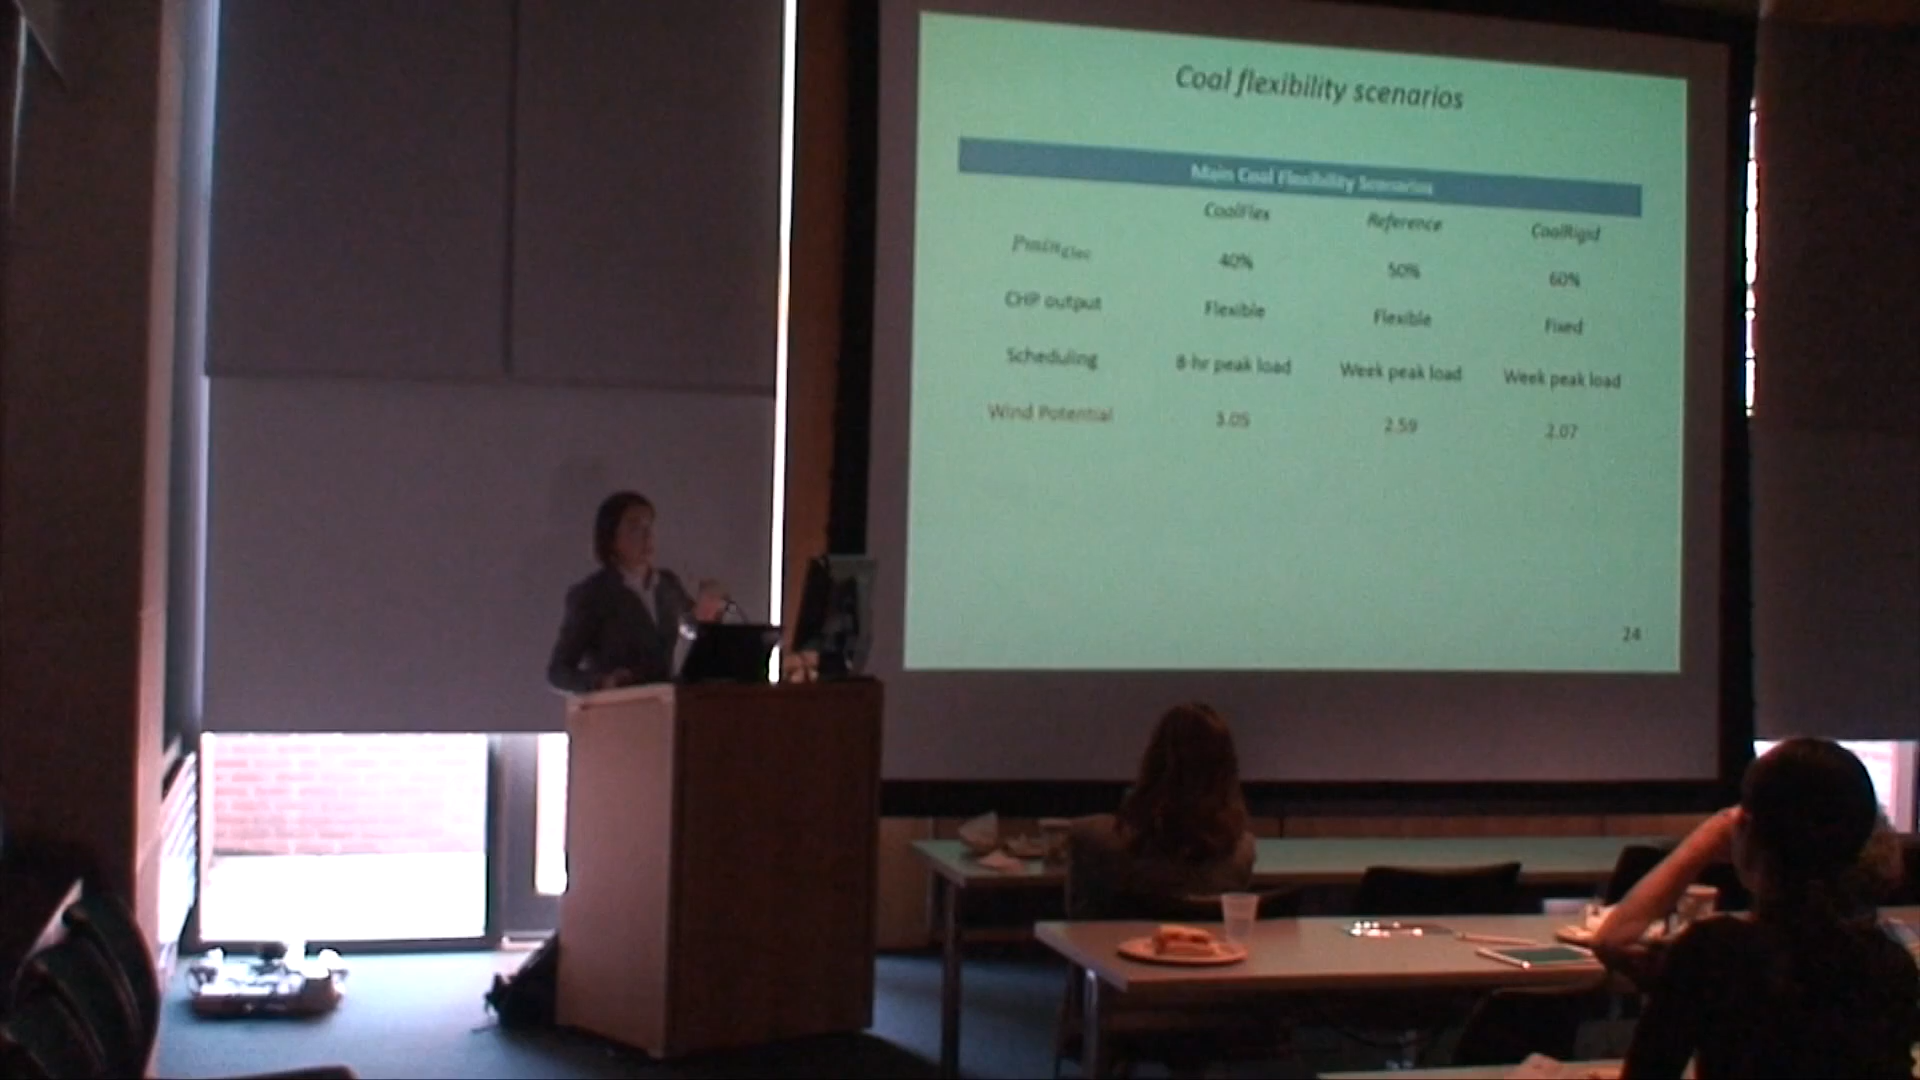 Coal flexibility scenarios
Main Coal Flexibility Scenarios
CoalFlex Reference CoalRigid
Pmin_Elec 40% 50% 60%
CHP output Flexible Flexible Fixed
Scheduling 8-hr peak load Week peak load Week peak load
Wind Potential 3.05 2.59 2.07
24